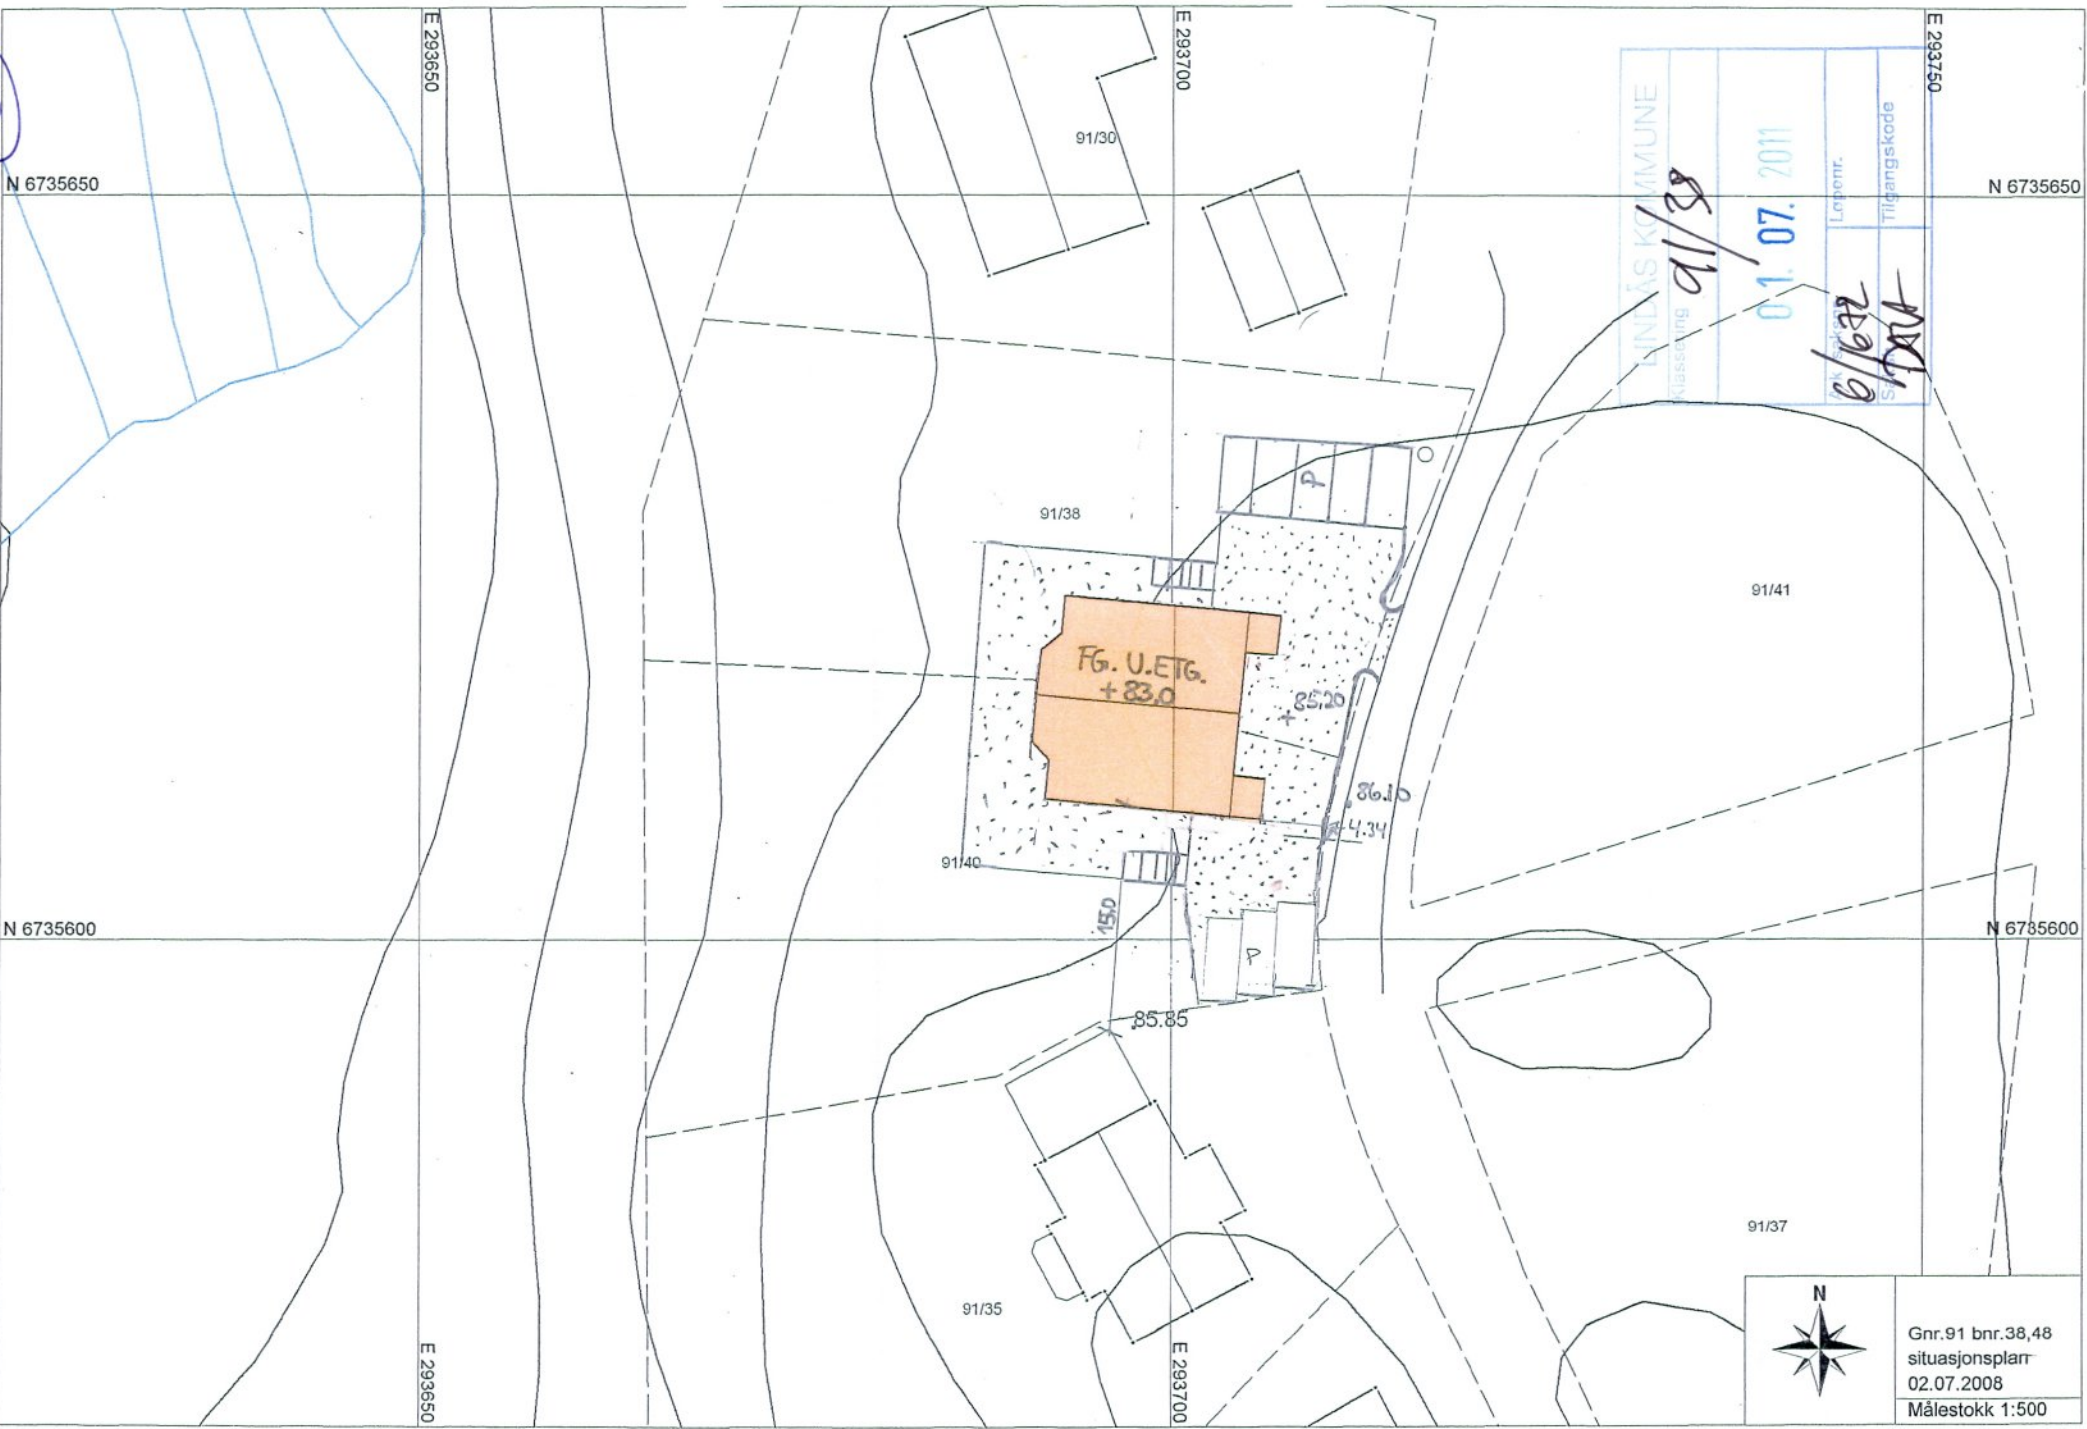 E 293650
E 293700
E 293750
91/30
LINDÅS KOMMUNE
Klassering
91/38
01. 07. 2011
Løpenr.
Tilgangskode
N 6735650
N 6735650
P
91/38
91/41
FG. U.ETG.
+ 83,0
85,20
86.10
4.34
91/40
15,0
N 6735600
N 6735600
P
85.85
91/37
91/35
E 293650
E 293700
N
Gnr.91 bnr.38,48
situasjonsplan
02.07.2008
Målestokk 1:500